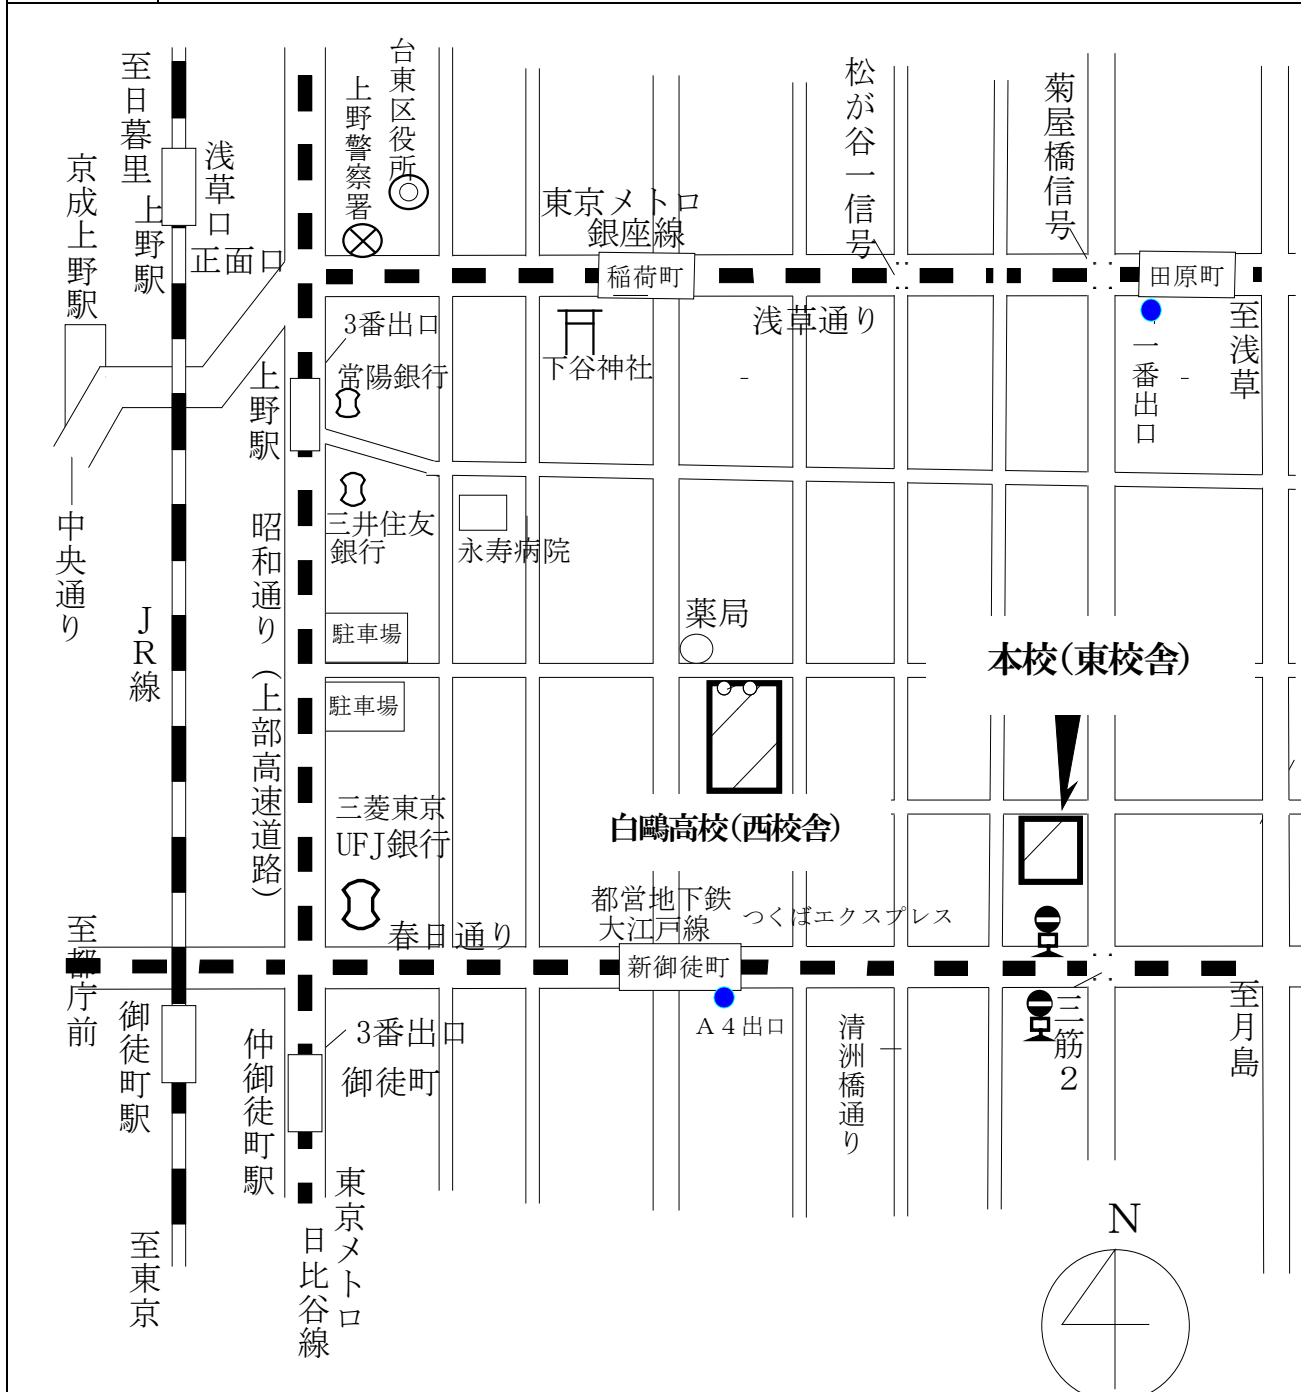 至日暮里
京成上野駅
上野駅
浅草口
正面口
上野警察署
台東区役所
東京メトロ
銀座線
稲荷町
松が谷一信号
菊屋橋信号
田原町
3番出口
常陽銀行
下谷神社
浅草通り
一番出口
至浅草
上野駅
三井住友
銀行
永寿病院
中央通り
JR線
昭和通り（上部高速道路）
駐車場
駐車場
薬局
本校(東校舎)
三菱東京
UFJ銀行
白鷗高校(西校舎)
都営地下鉄
大江戸線
つくばエクスプレス
春日通り
新御徒町
至都庁前
御徒町駅
仲御徒町駅
3番出口
御徒町
A4出口
清洲橋通り
三筋2
至月島
至東京
東京メトロ
日比谷線
N